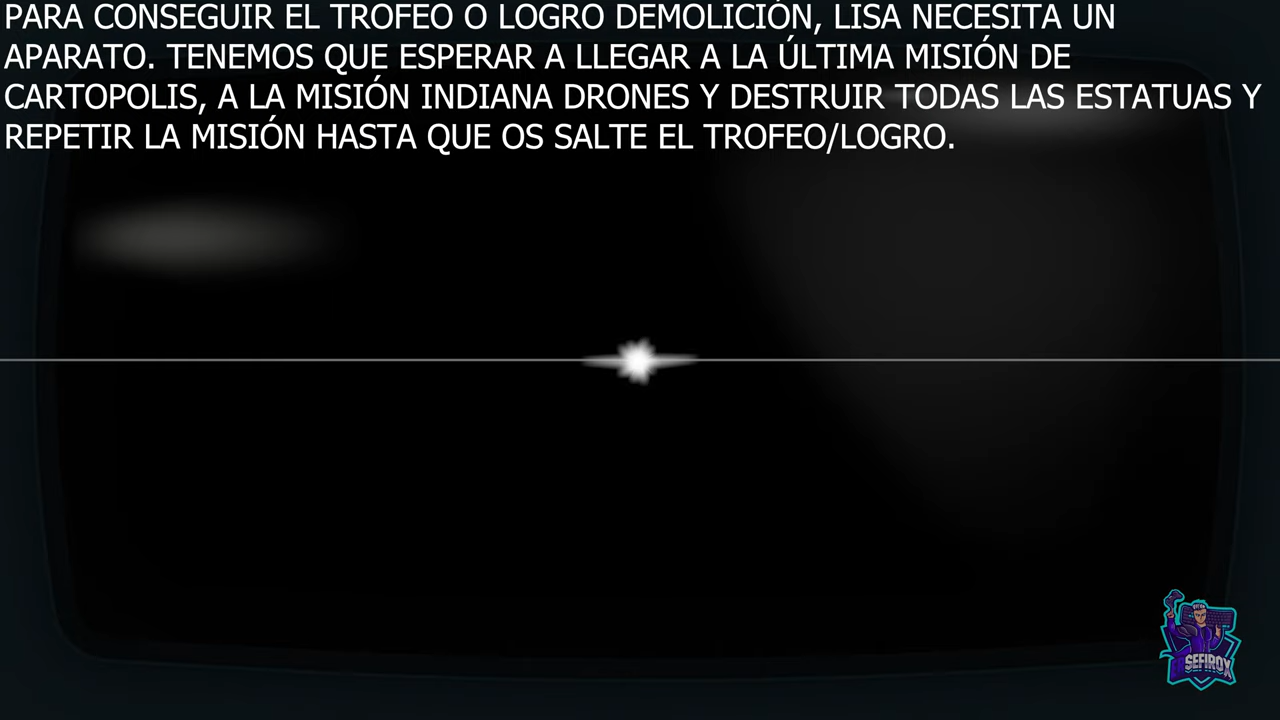 PARA CONSEGUIR EL TROFEO O LOGRO DEMOLICIÓN, LISA NECESITA UN
APARATO. TENEMOS QUE ESPERAR A LLEGAR A LA ÚLTIMA MISIÓN DE
CARTOPOLIS, A LA MISIÓN INDIANA DRONES Y DESTRUIR TODAS LAS ESTATUAS Y
REPETIR LA MISIÓN HASTA QUE OS SALTE EL TROFEO/LOGRO.
SEFIROX